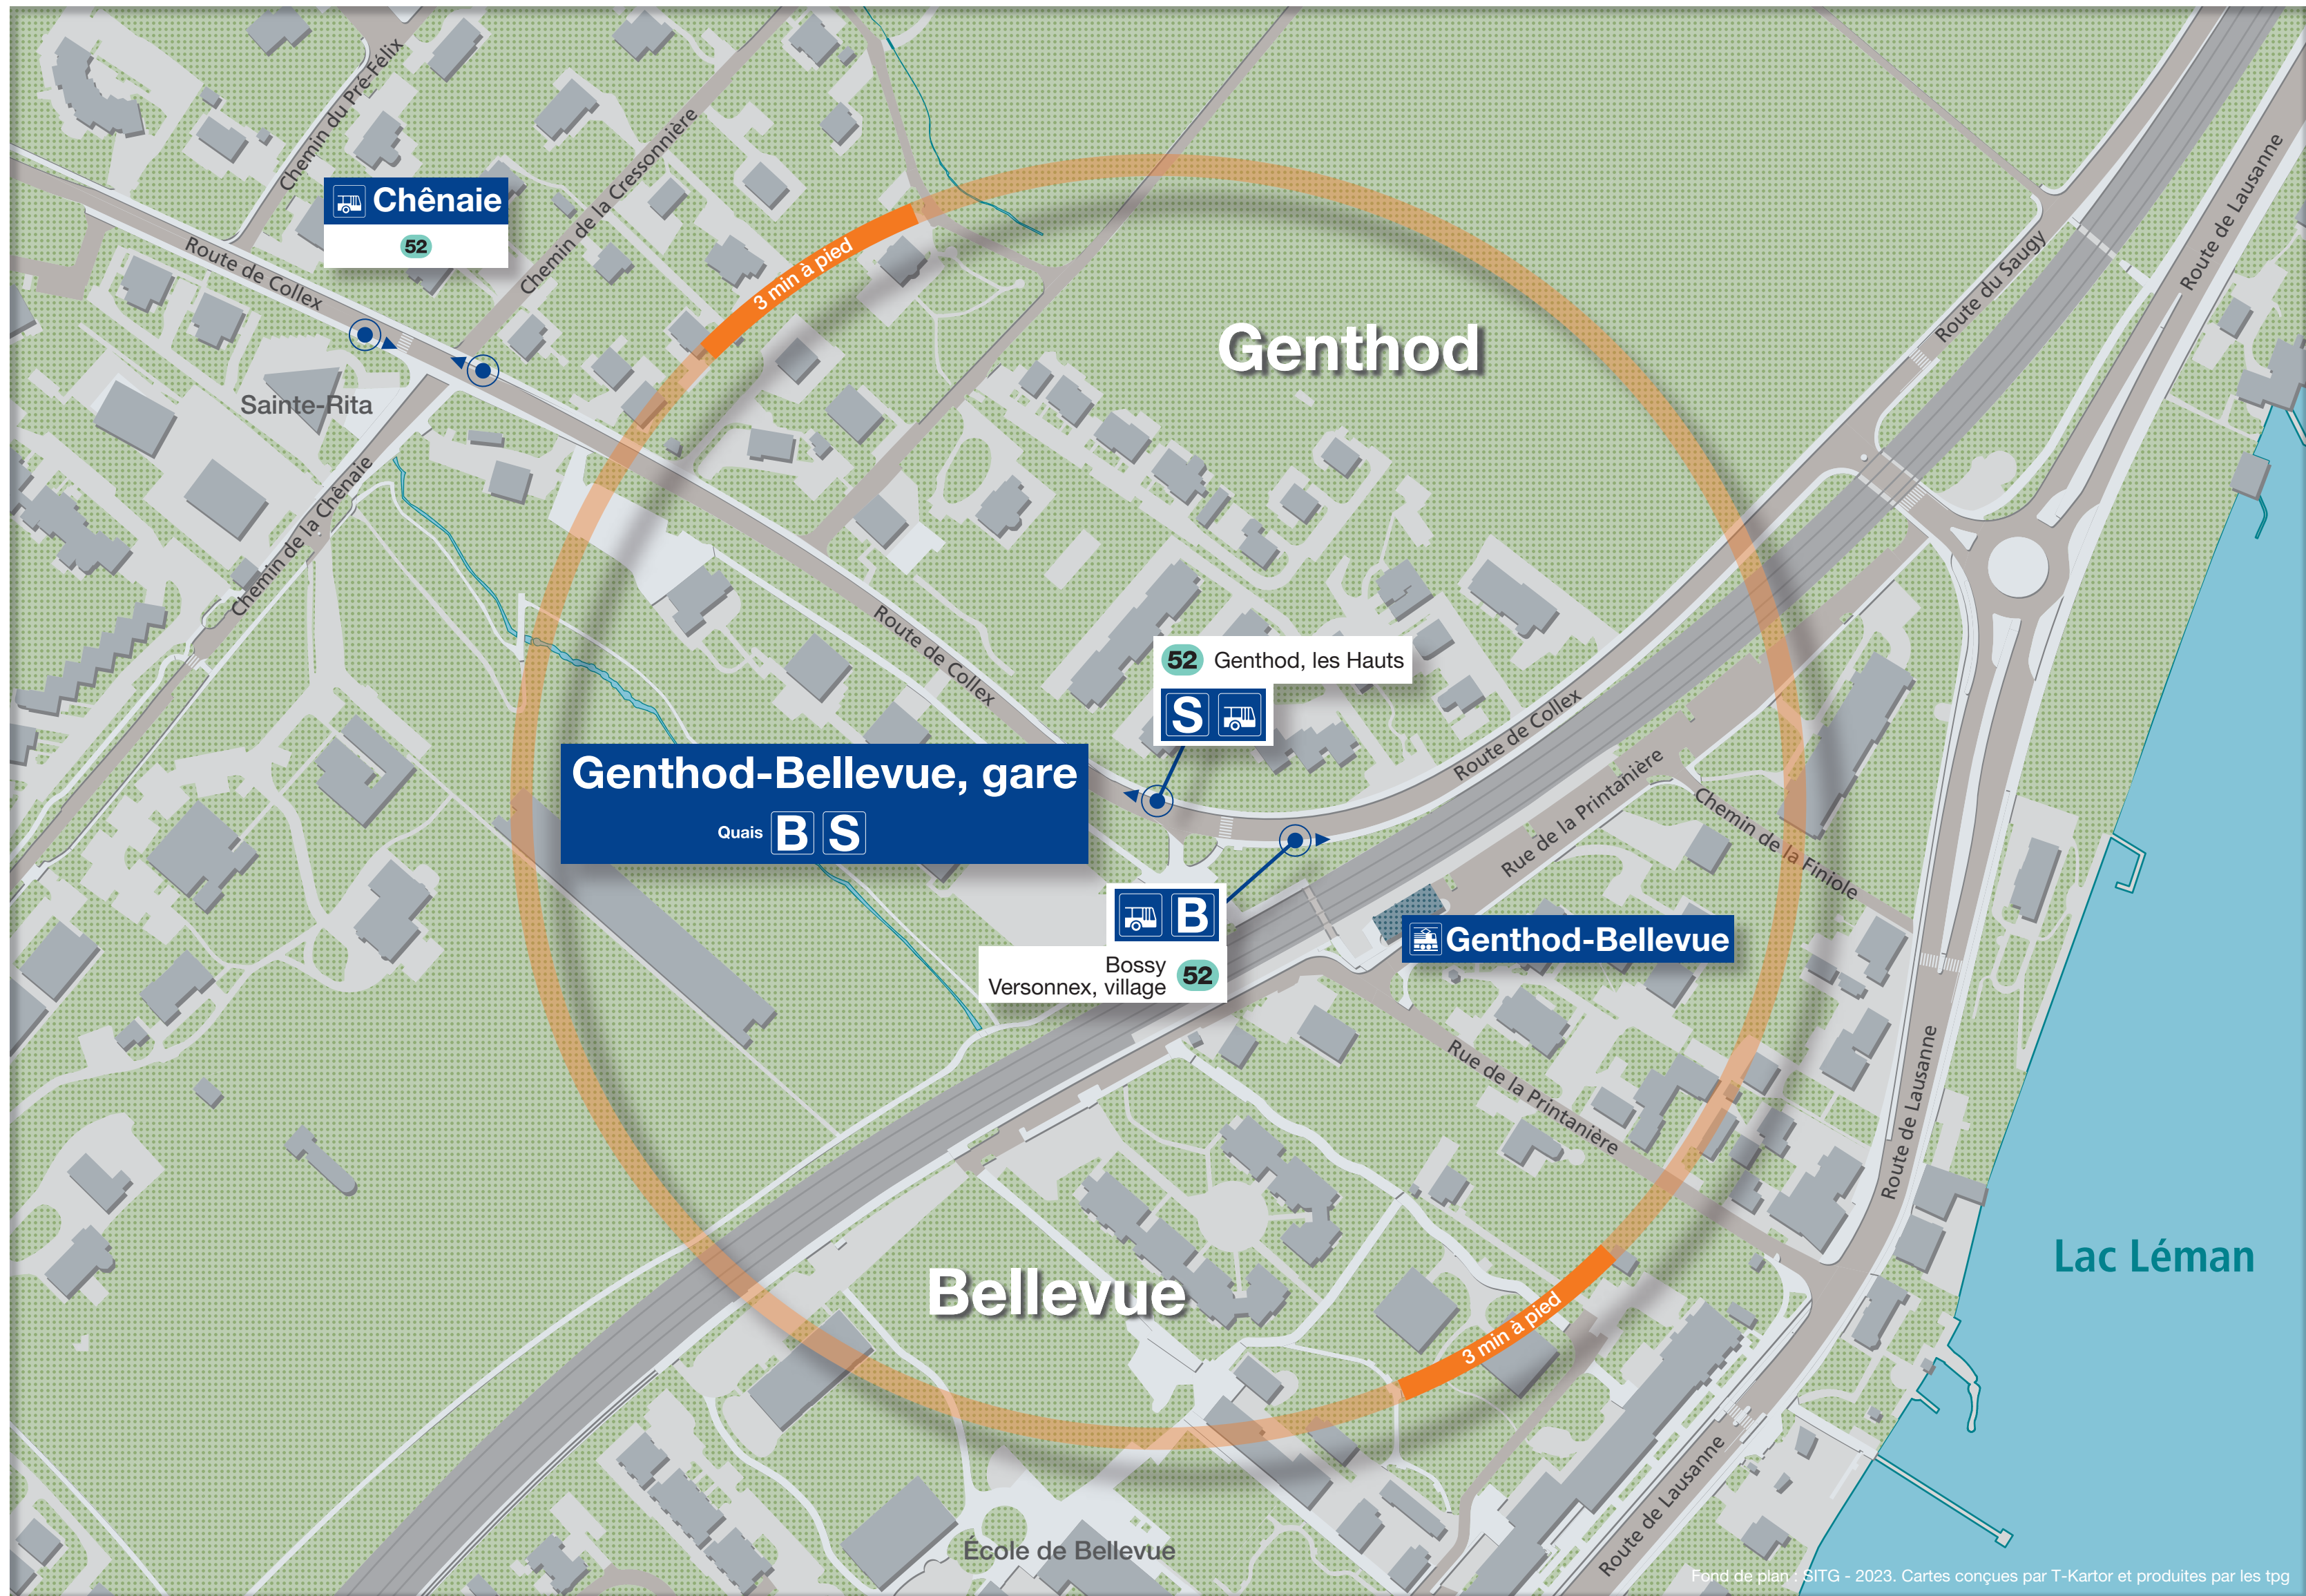 Chemin du Pré-Félix
Chemin de la Cressonnière
Chênaie
52
Route de Collex
3 min à pied
Sainte-Rita
Chemin de la Chênaie
Genthod
Route du Saugy
Route de Lausanne
Route de Collex
52 Genthod, les Hauts
S
Route de Collex
Genthod-Bellevue, gare
Quais B S
Rue de la Printanière
Chemin de la Finiole
B
Bossy
Versonnex, village 52
Genthod-Bellevue
Rue de la Printanière
Route de Lausanne
Lac Léman
Bellevue
3 min à pied
Route de Lausanne
École de Bellevue
Fond de plan : SITG - 2023. Cartes conçues par T-Kartor et produites par les tpg